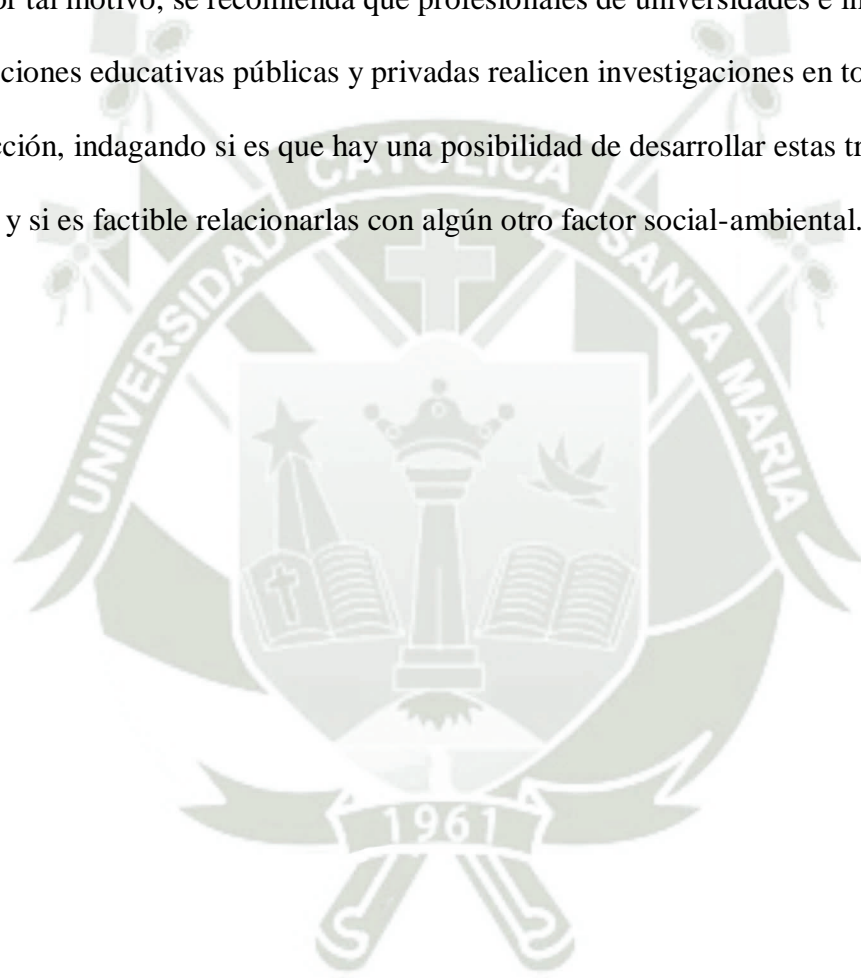 or tal motivo, se recomienda que profesionales de universidades e in
ciones educativas públicas y privadas realicen investigaciones en to
cción, indagando si es que hay una posibilidad de desarrollar estas tr
y si es factible relacionarlas con algún otro factor social-ambiental.
UNIVERSIDAD CATOLICA SANTA MARIA
1961